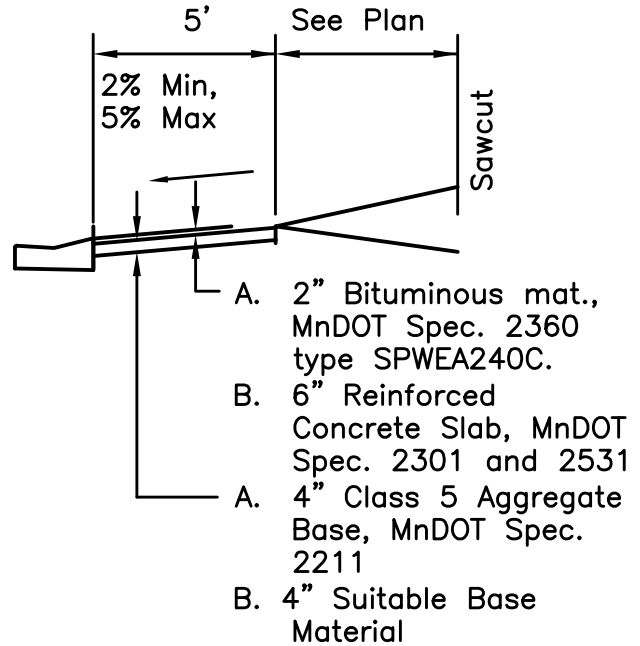 5' See Plan
2% Min,
5% Max
Sawcut
A. 2" Bituminous mat.,
MnDOT Spec. 2360
type SPWEA240C.
B. 6" Reinforced
Concrete Slab, MnDOT
Spec. 2301 and 2531
A. 4" Class 5 Aggregate
Base, MnDOT Spec.
2211
B. 4" Suitable Base
Material